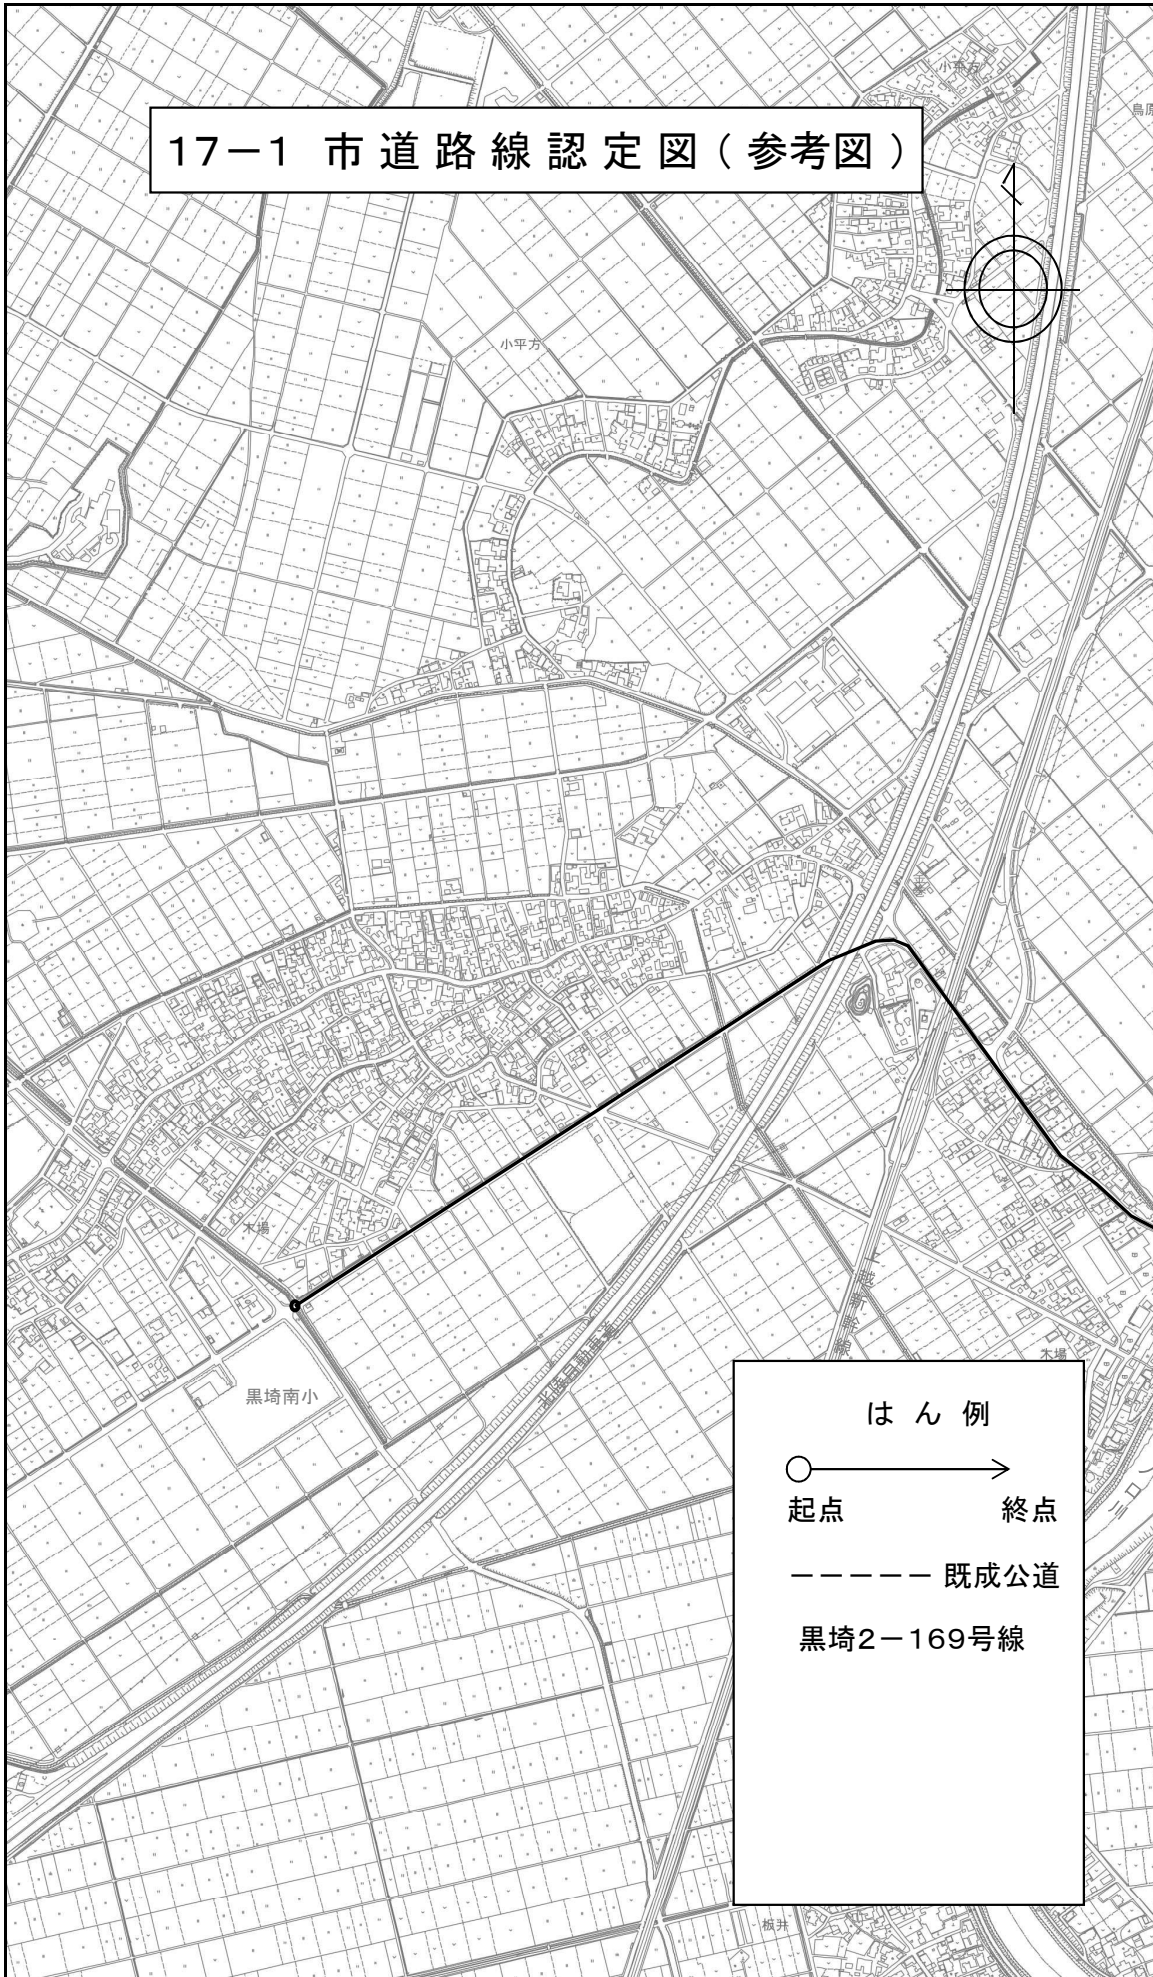 小平方
鳥原
17－1 市道路線認定図（参考図）
小平方
木場
上越新幹線
北陸自動車道
木場
黒埼南小
はん例
起点 終点
－－－－－ 既成公道
黒埼2－169号線
板井